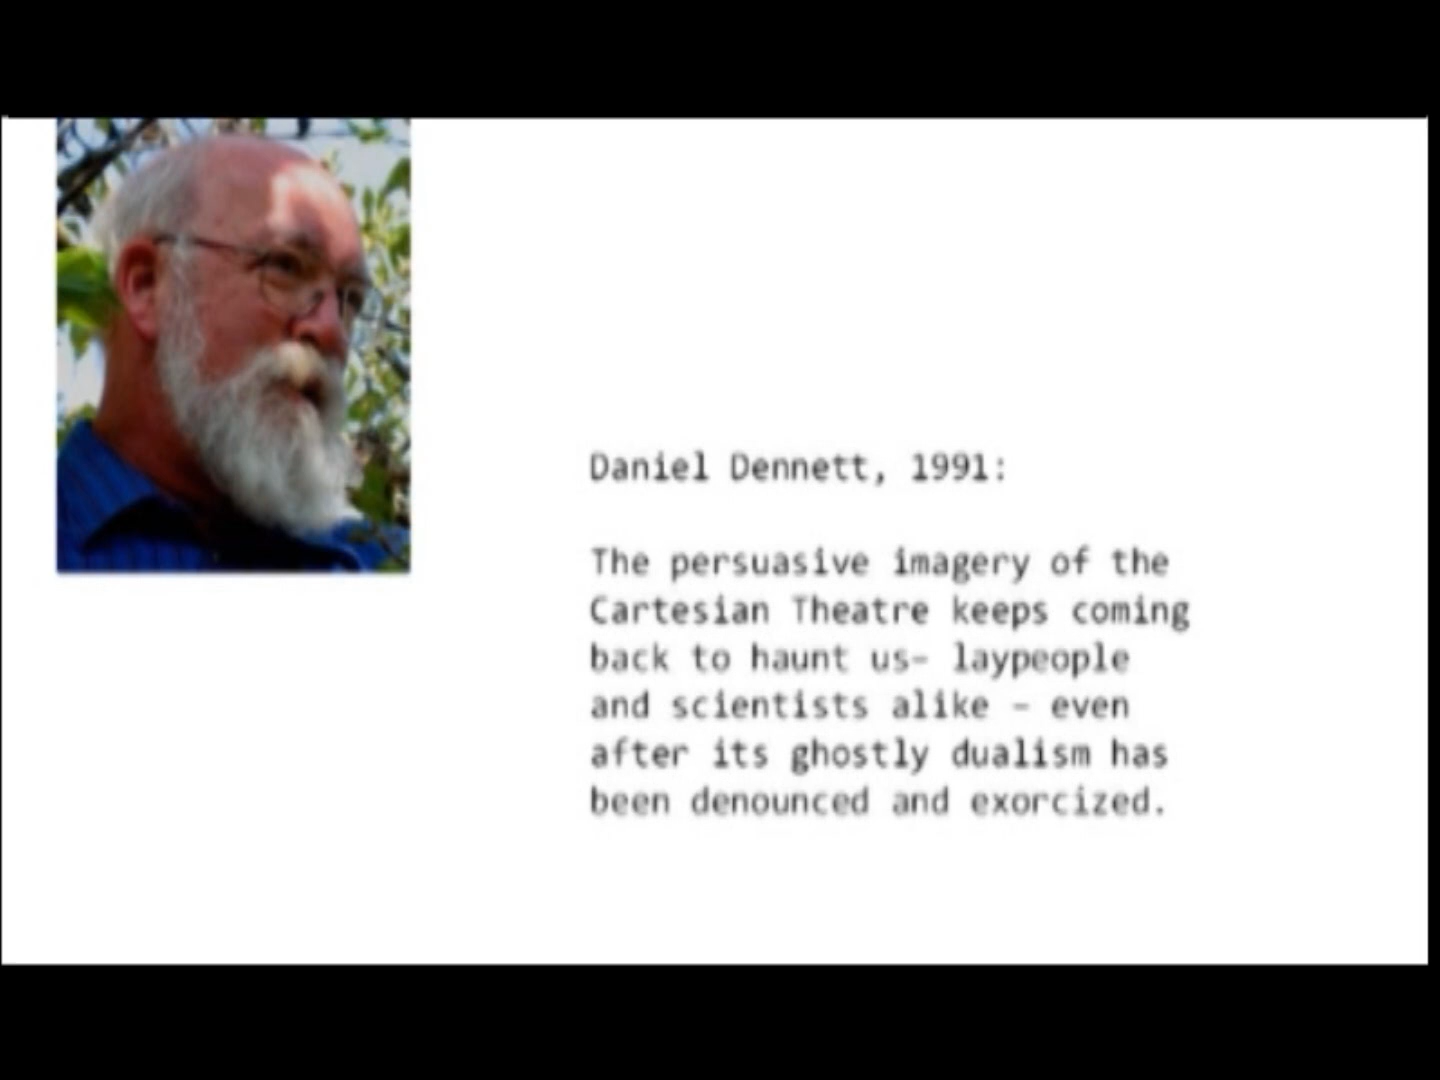 Daniel Dennett, 1991:
The persuasive imagery of the
Cartesian Theatre keeps coming
back to haunt us– laypeople
and scientists alike – even
after its ghostly dualism has
been denounced and exorcized.